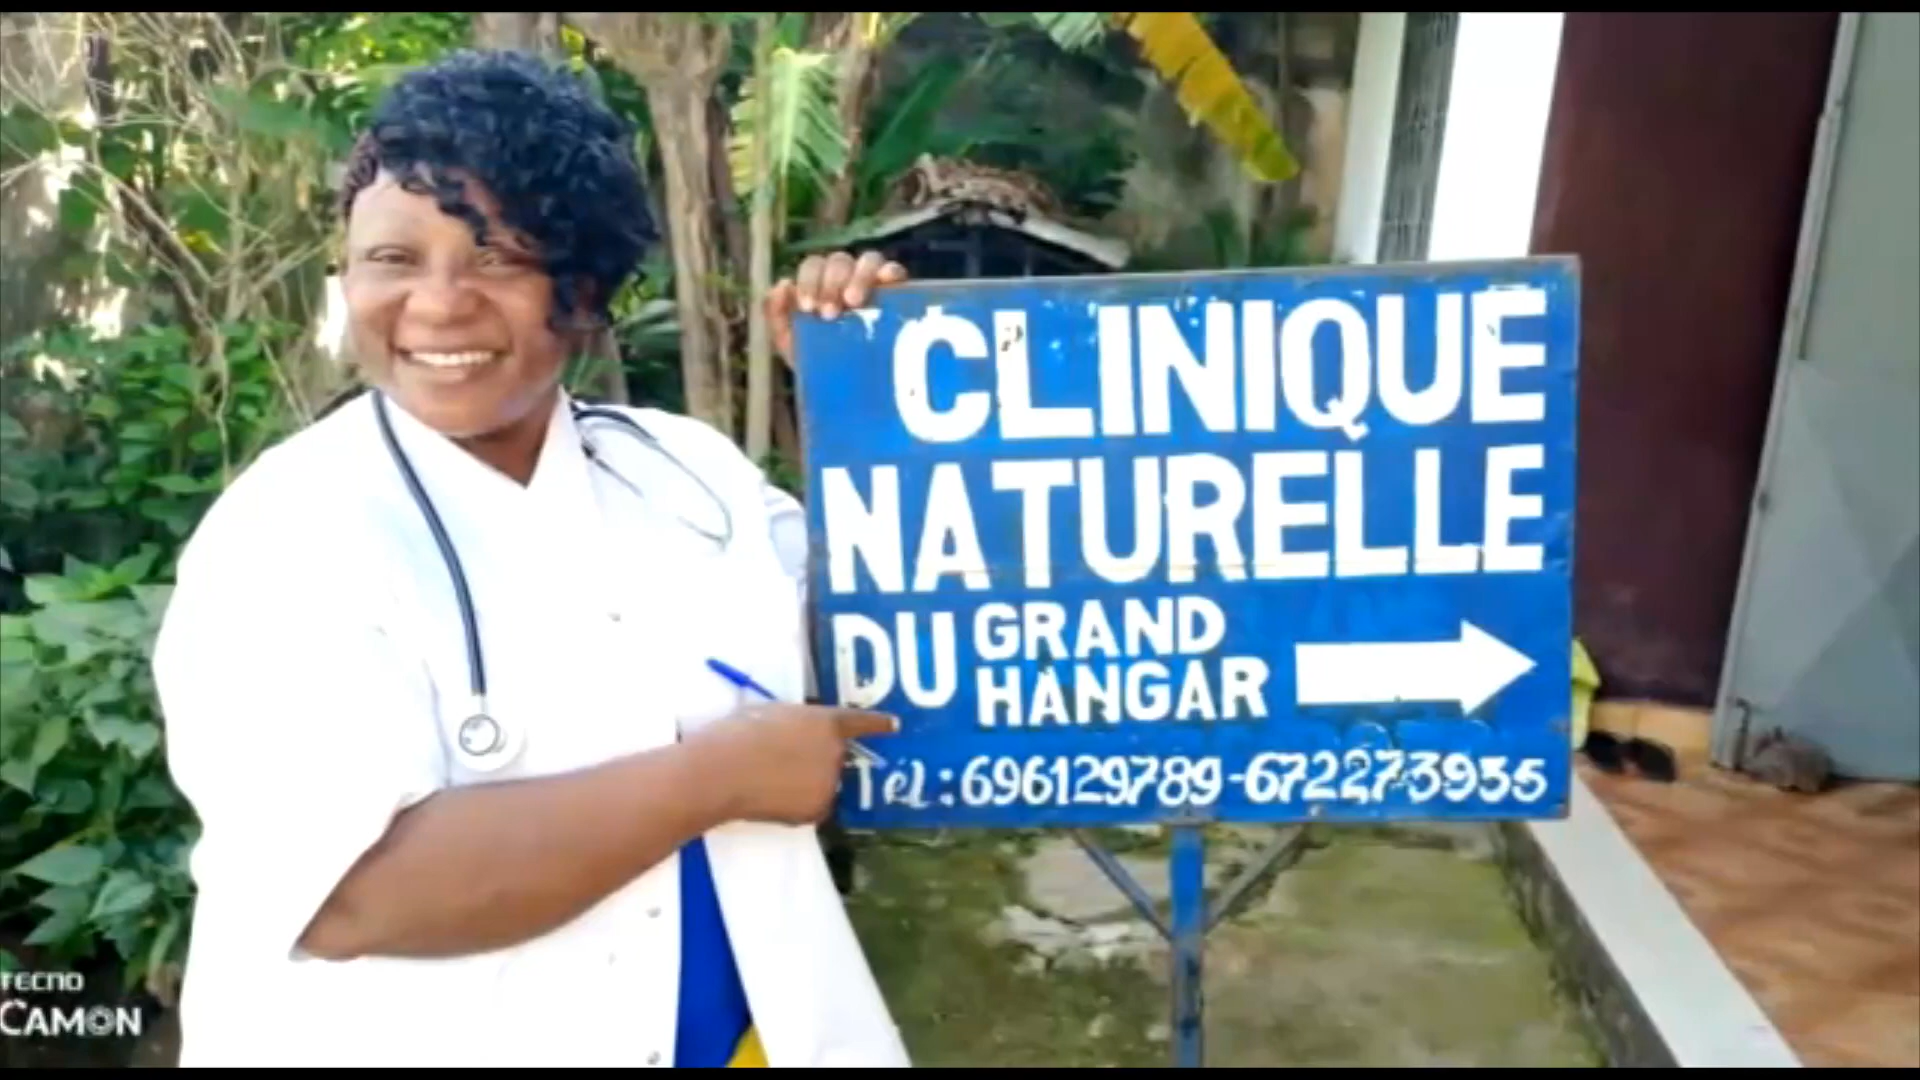 CLINIQUE
NATURELLE
DU GRAND
HANGAR
Tél: 696129789-672273955
TECNO
CAMON